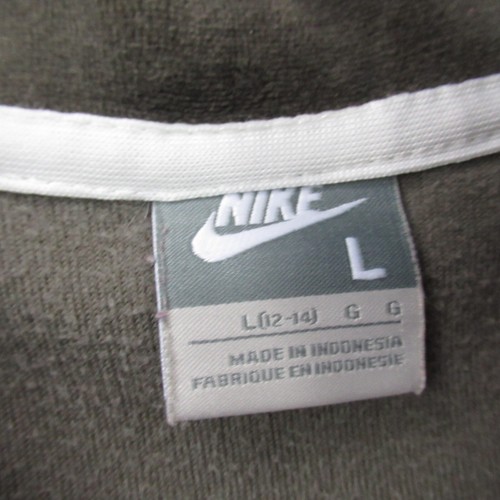 NIKE
L
L(12-14) G G
MADE IN INDONESIA
FABRIQUE EN INDONESIE